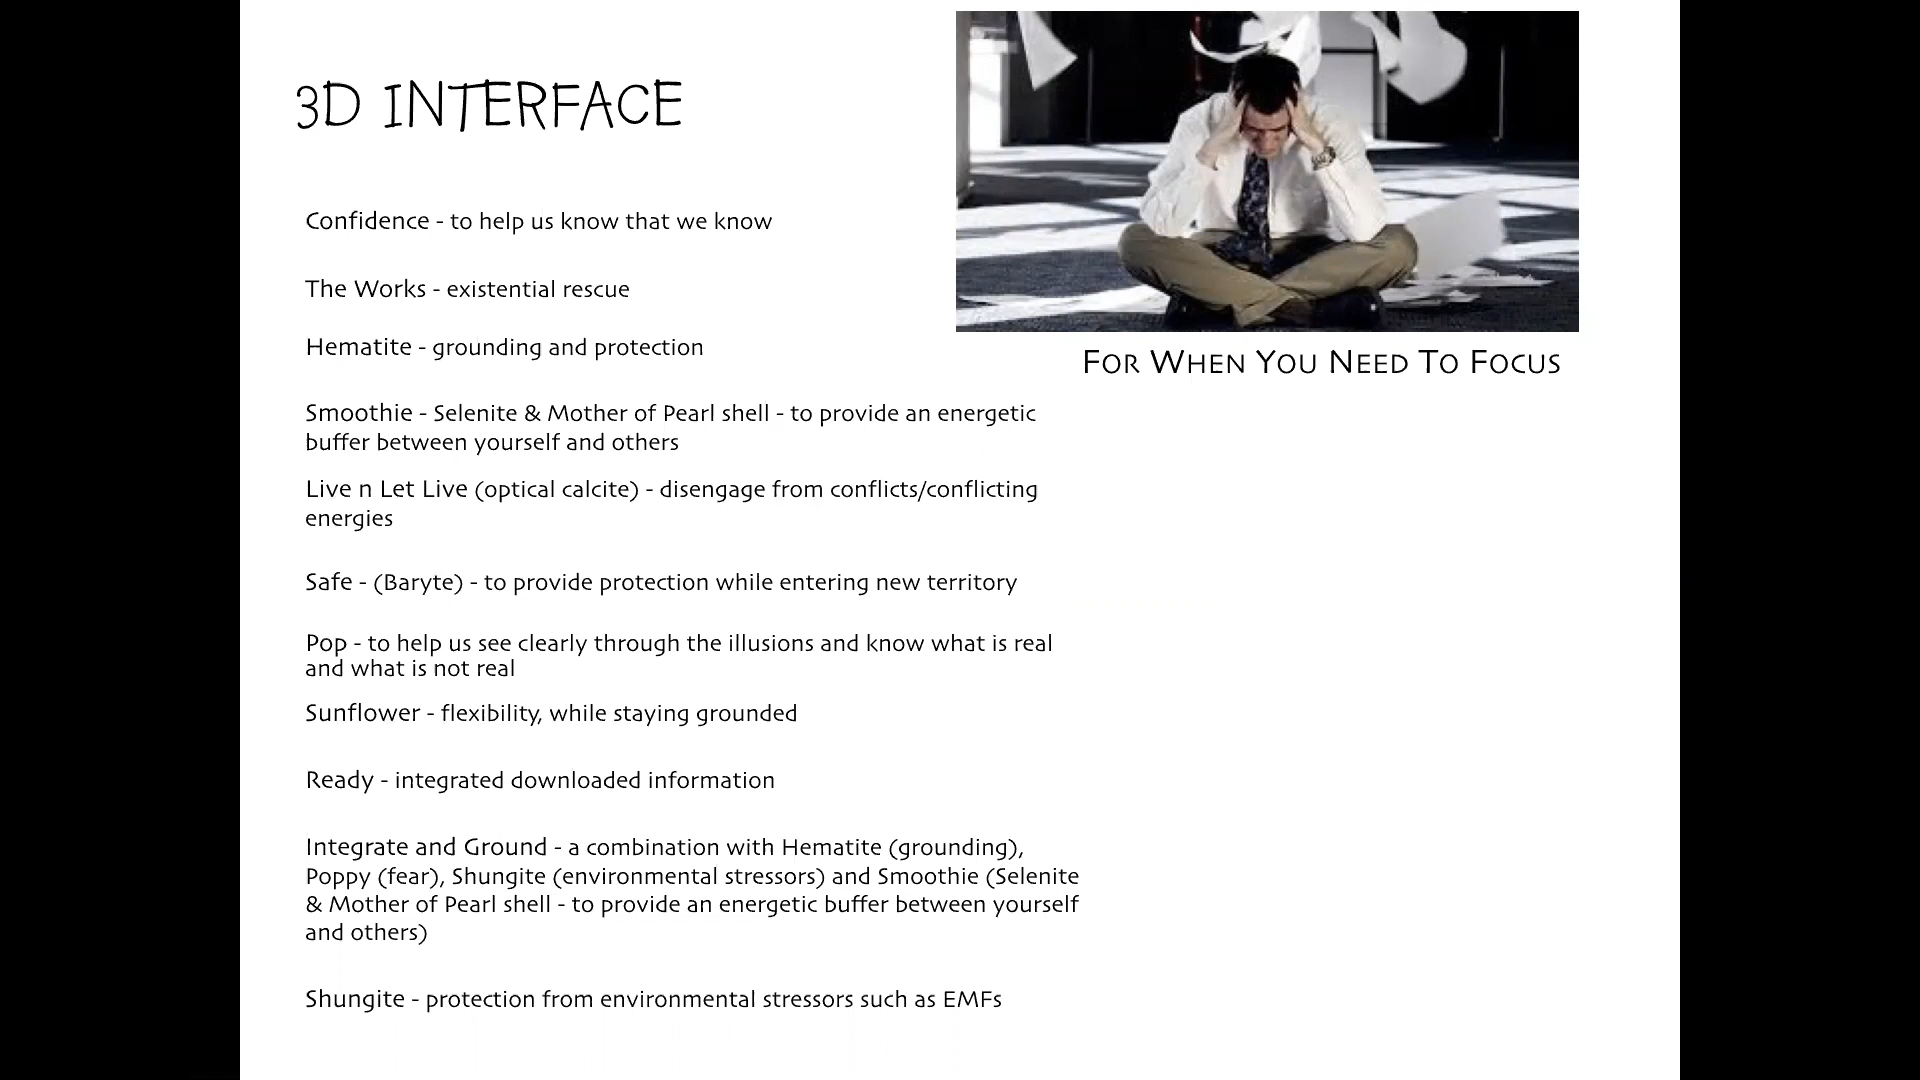 3D INTERFACE
Confidence - to help us know that we know
The Works - existential rescue
Hematite - grounding and protection
FOR WHEN YOU NEED TO FOCUS
Smoothie - Selenite & Mother of Pearl shell - to provide an energetic
buffer between yourself and others
Live n Let Live (optical calcite) - disengage from conflicts/conflicting
energies
Safe - (Baryte) - to provide protection while entering new territory
Pop - to help us see clearly through the illusions and know what is real
and what is not real
Sunflower - flexibility, while staying grounded
Ready - integrated downloaded information
Integrate and Ground - a combination with Hematite (grounding),
Poppy (fear), Shungite (environmental stressors) and Smoothie (Selenite
& Mother of Pearl shell - to provide an energetic buffer between yourself
and others)
Shungite - protection from environmental stressors such as EMFs